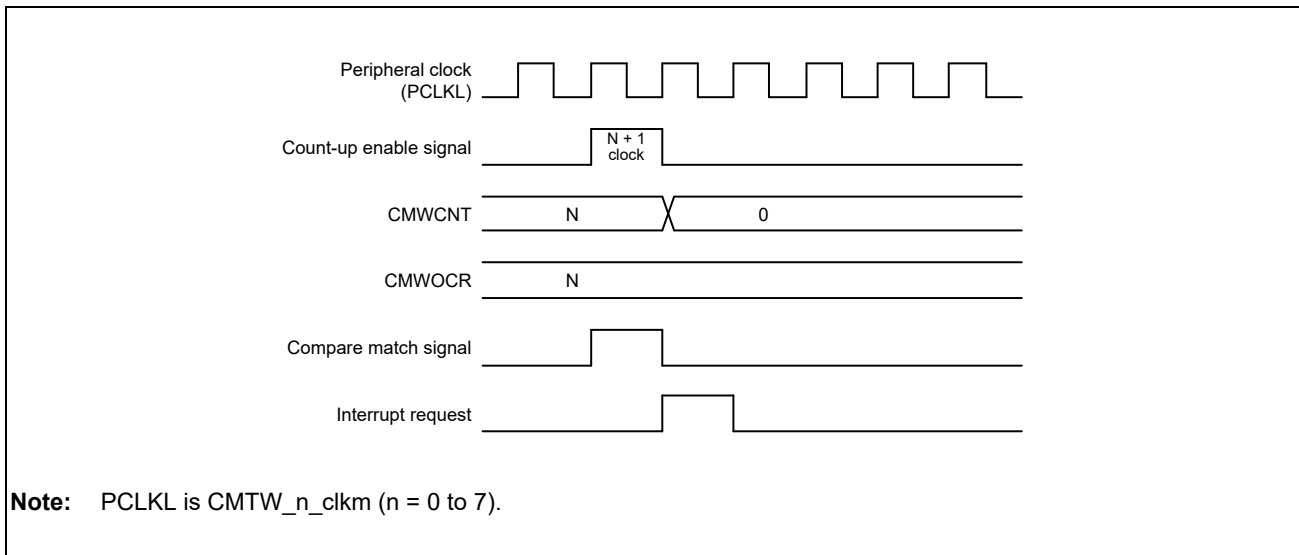 Peripheral clock
(PCLKL)
Count-up enable signal
N + 1
clock
CMWCNT
N
0
CMWOCR
N
Compare match signal
Interrupt request
Note: PCLKL is CMTW_n_clkm (n = 0 to 7).